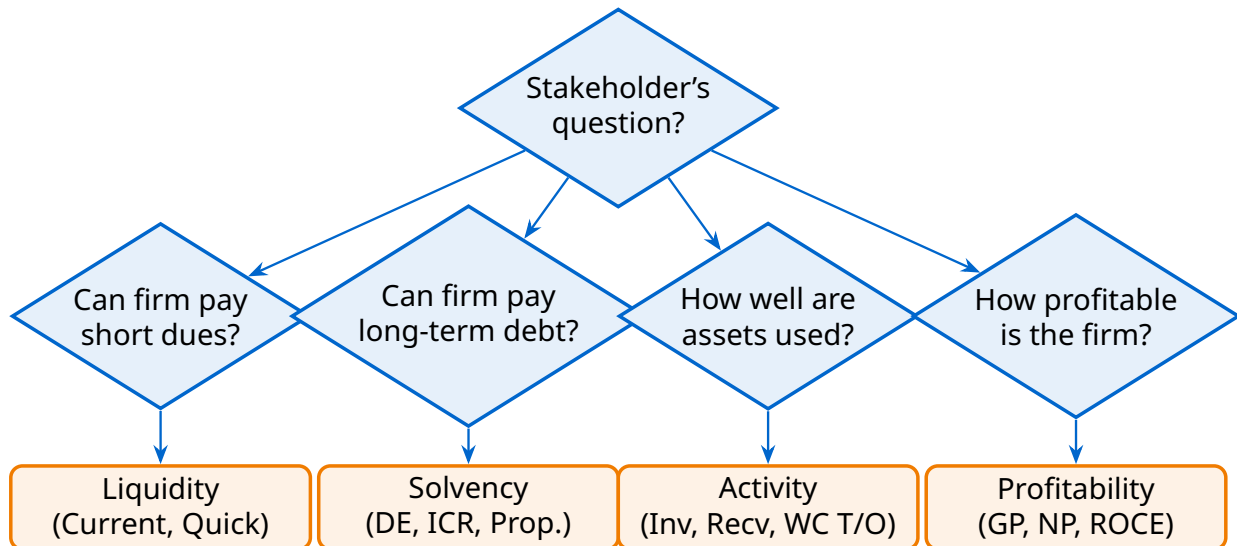 Stakeholder’s
question?
Can firm pay
short dues?
Can firm pay
long-term debt?
How well are
assets used?
How profitable
is the firm?
Liquidity
(Current, Quick)
Solvency
(DE, ICR, Prop.)
Activity
(Inv, Recv, WC T/O)
Profitability
(GP, NP, ROCE)